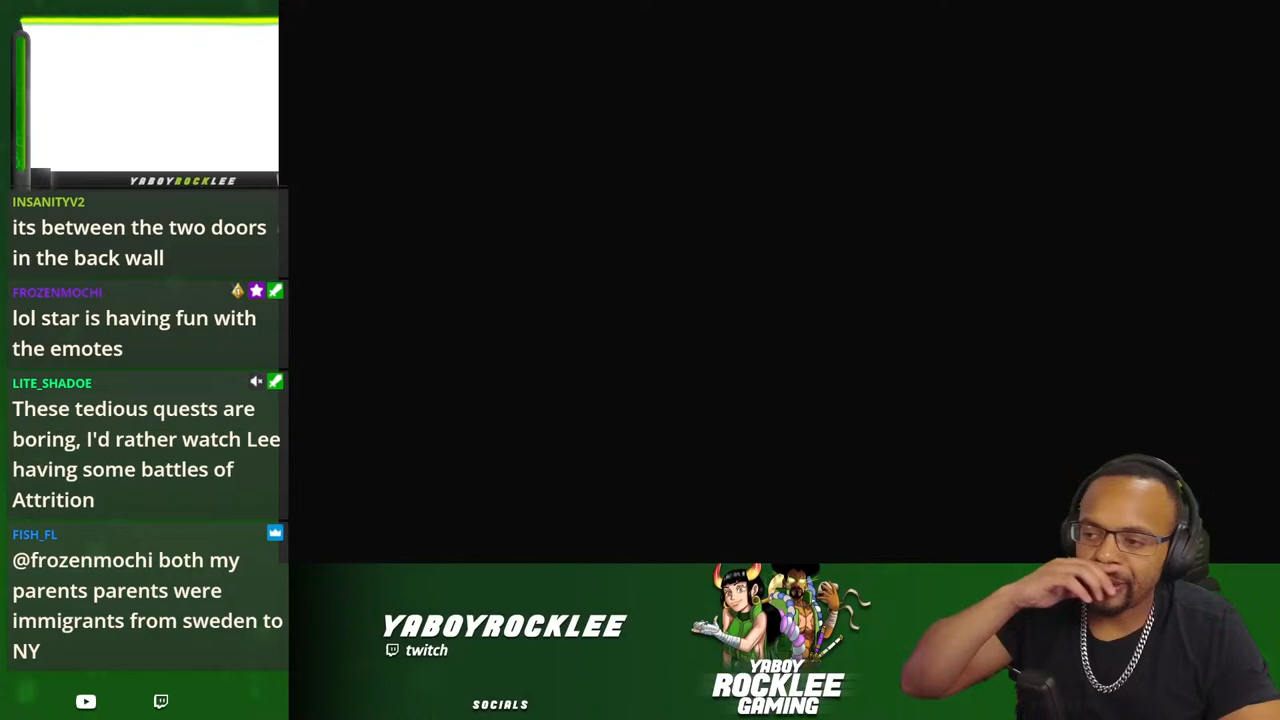 YABOYROCKLEE
INSANITYV2
its between the two doors
in the back wall
FROZENMOCHI
lol star is having fun with
the emotes
LITE_SHADOE
These tedious quests are
boring, I'd rather watch Lee
having some battles of
Attrition
FISH_FL
@frozenmochi both my
parents parents were
immigrants from sweden to
NY
YABOYROCKLEE
twitch
SOCIALS
YABOY
ROCKLEE
GAMING